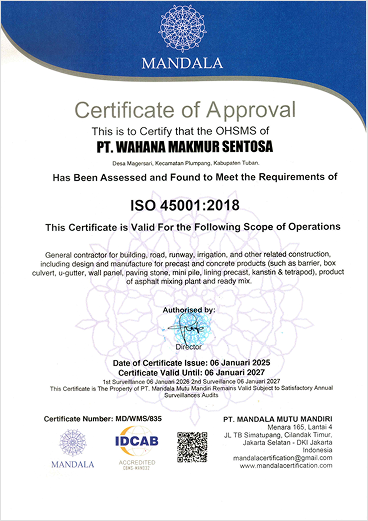 MANDALA
Certificate of Approval
This is to Certify that the OHSMS of
PT. WAHANA MAKMUR SENTOSA
Desa Magersari, Kecamatan Plumpang, Kabupaten Tuban.
Has Been Assessed and Found to Meet the Requirements of
ISO 45001:2018
This Certificate is Valid For the Following Scope of Operations
General contractor for building, road, runway, irrigation, and other related construction,
including design and manufacture for precast and concrete products (such as barrier, box
culvert, u-gutter, wall panel, paving stone, mini pile, lining precast, kanstin & tetrapod), product
of asphalt mixing plant and ready mix.
Authorised by:
Director
Date of Certificate Issue: 06 Januari 2025
Certificate Valid Until: 06 Januari 2027
1st Surveillance 06 Januari 2026 2nd Surveillance 06 Januari 2027
This Certificate is The Property of PT. Mandala Mutu Mandiri Remains Valid Subject to Satisfactory Annual
Surveillances Audits
Certificate Number: MD/WMS/835
MANDALA
IDCAB
ACCREDITED
PT. MANDALA MUTU MANDIRI
Menara 165, Lantai 4
JL TB Simatupang, Cilandak Timur,
Jakarta Selatan - DKI Jakarta
Indonesia
mandalacertification@gmail.com
www.mandalacertification.com